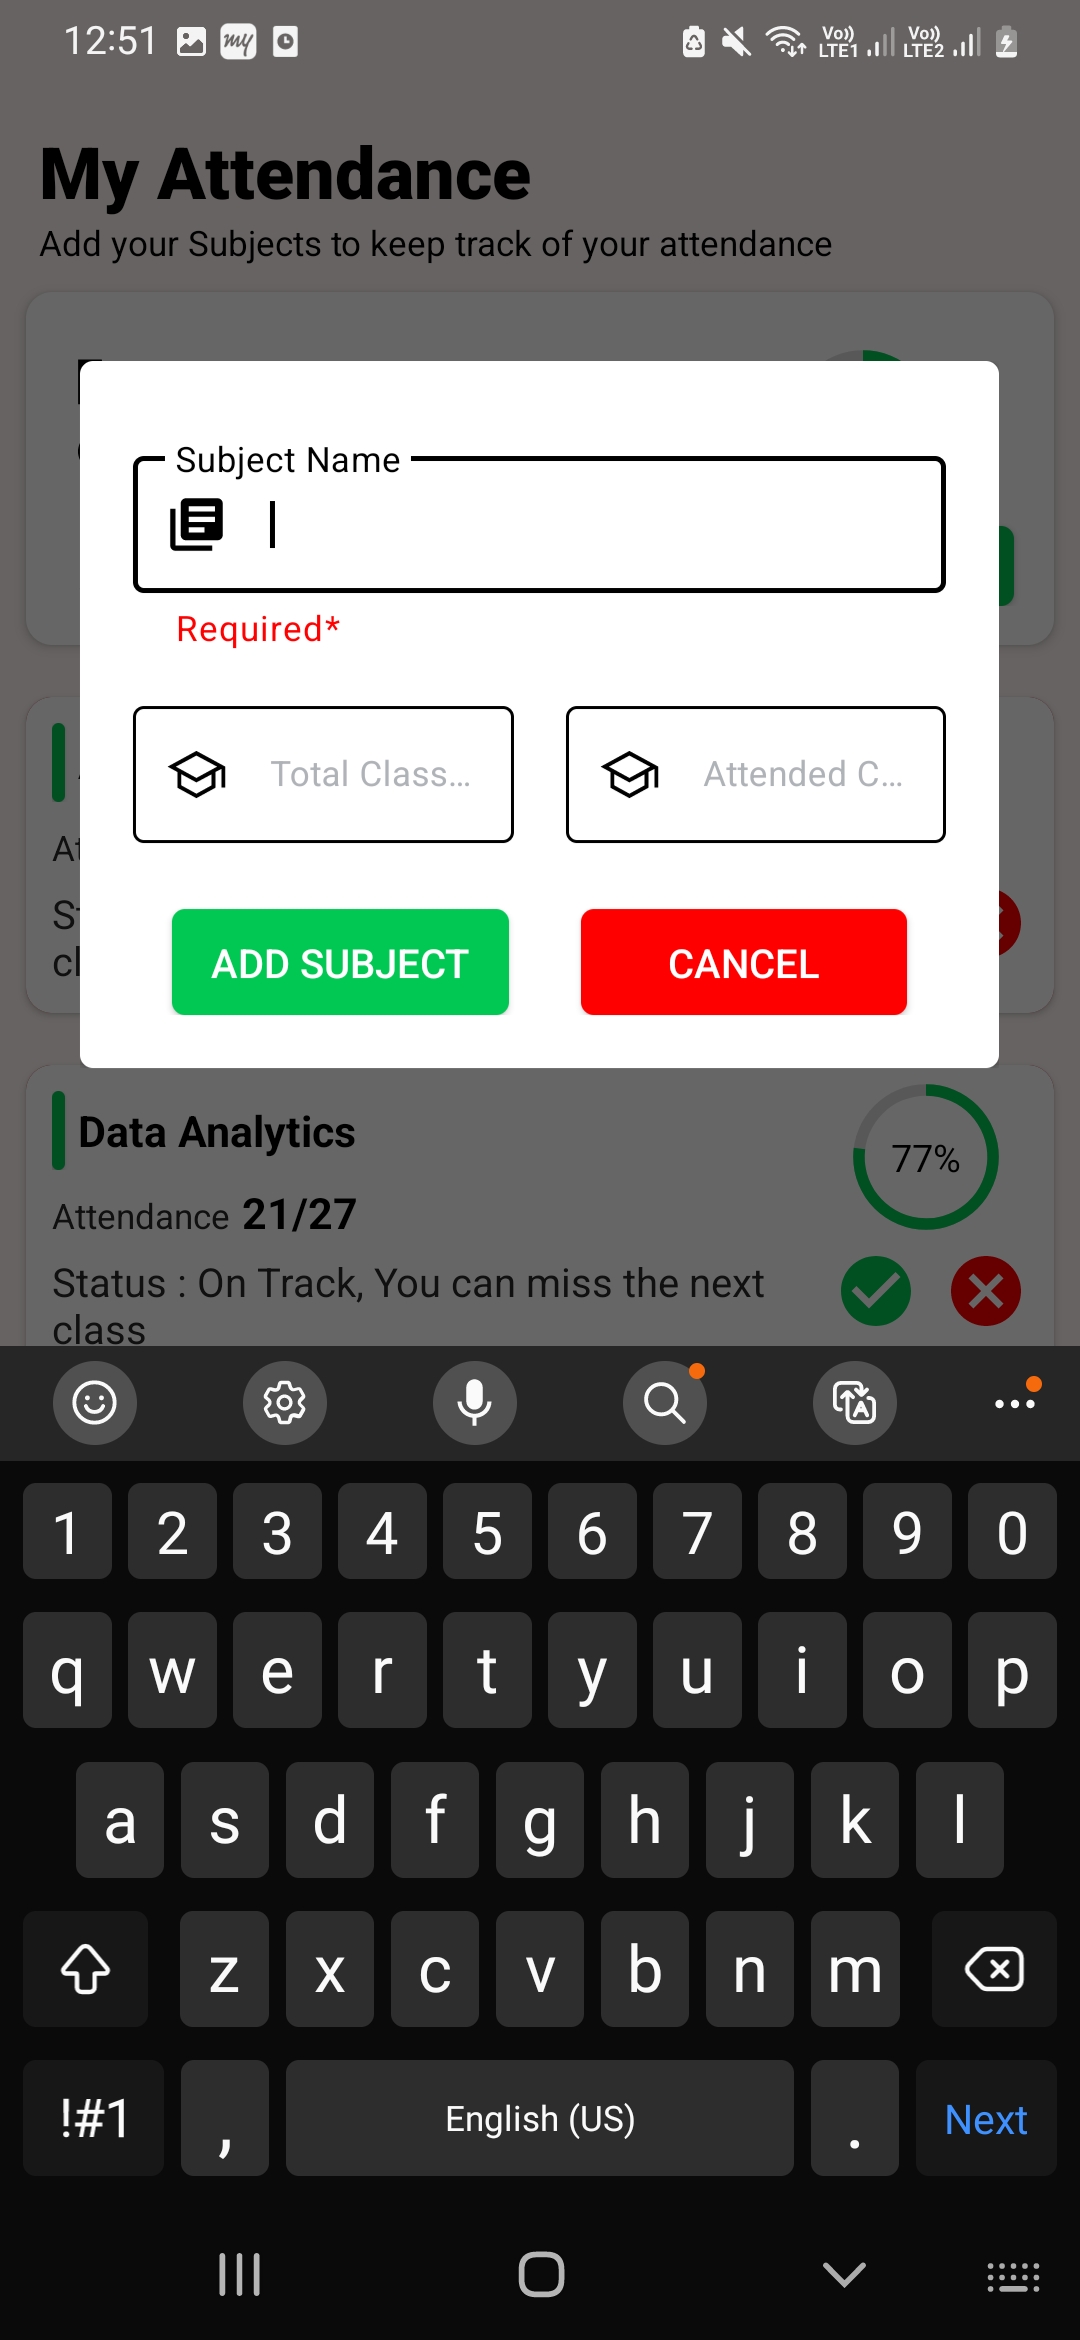 12:51 my Vo)) LTE1 Vo)) LTE2
My Attendance
Add your Subjects to keep track of your attendance
Subject Name
Required*
Total Class...
Attended C...
ADD SUBJECT
CANCEL
Data Analytics
77%
Attendance 21/27
Status : On Track, You can miss the next
class
1 2 3 4 5 6 7 8 9 0
q w e r t y u i o p
a s d f g h j k l
z x c v b n m
!#1 , English (US) . Next